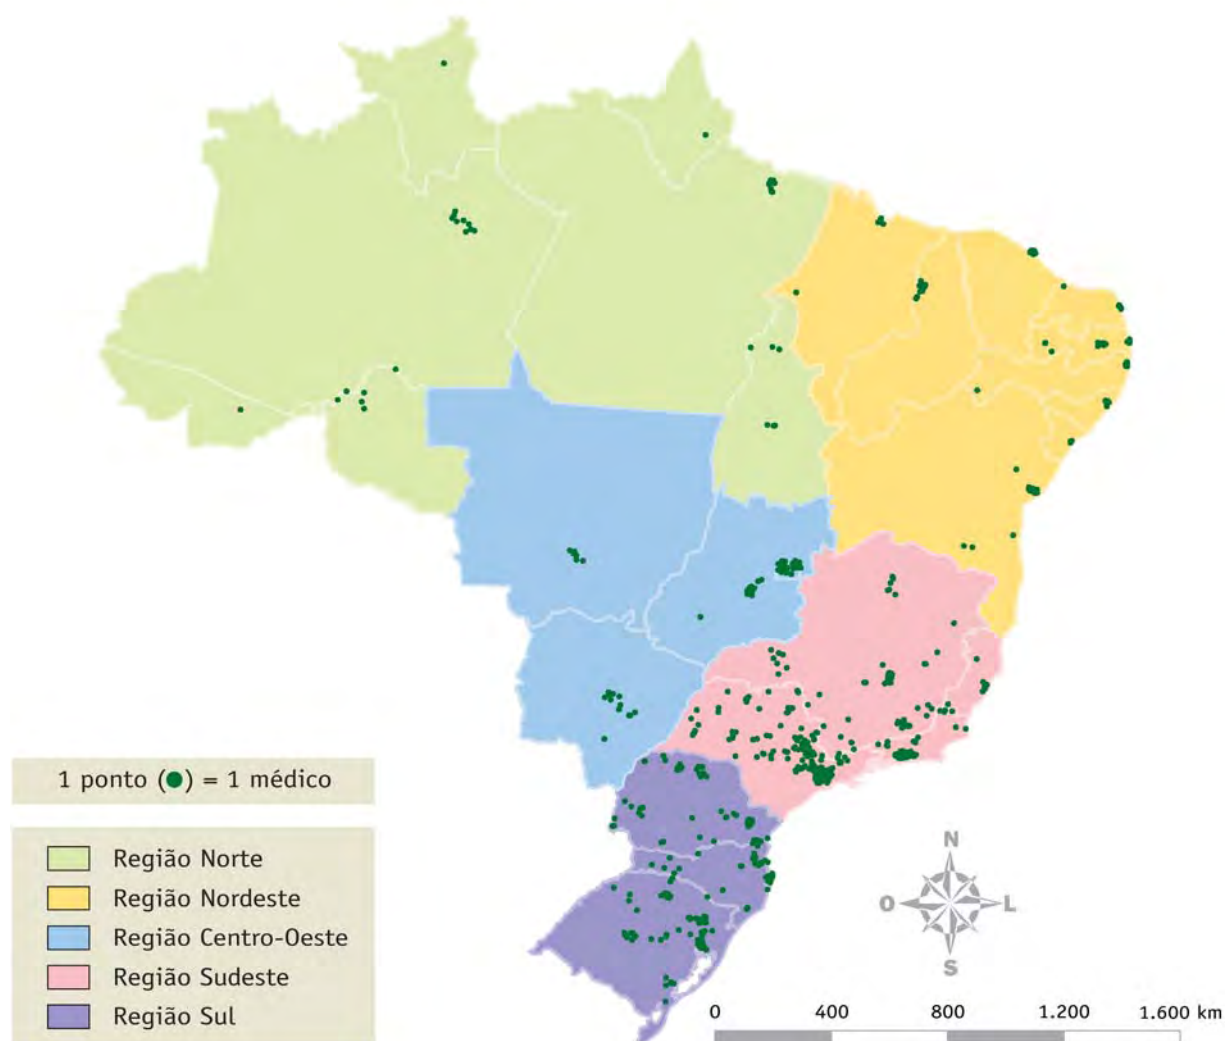 1 ponto (●) = 1 médico
Região Norte
Região Nordeste
Região Centro-Oeste
Região Sudeste
Região Sul
N
O L
S
0 400 800 1.200 1.600 km